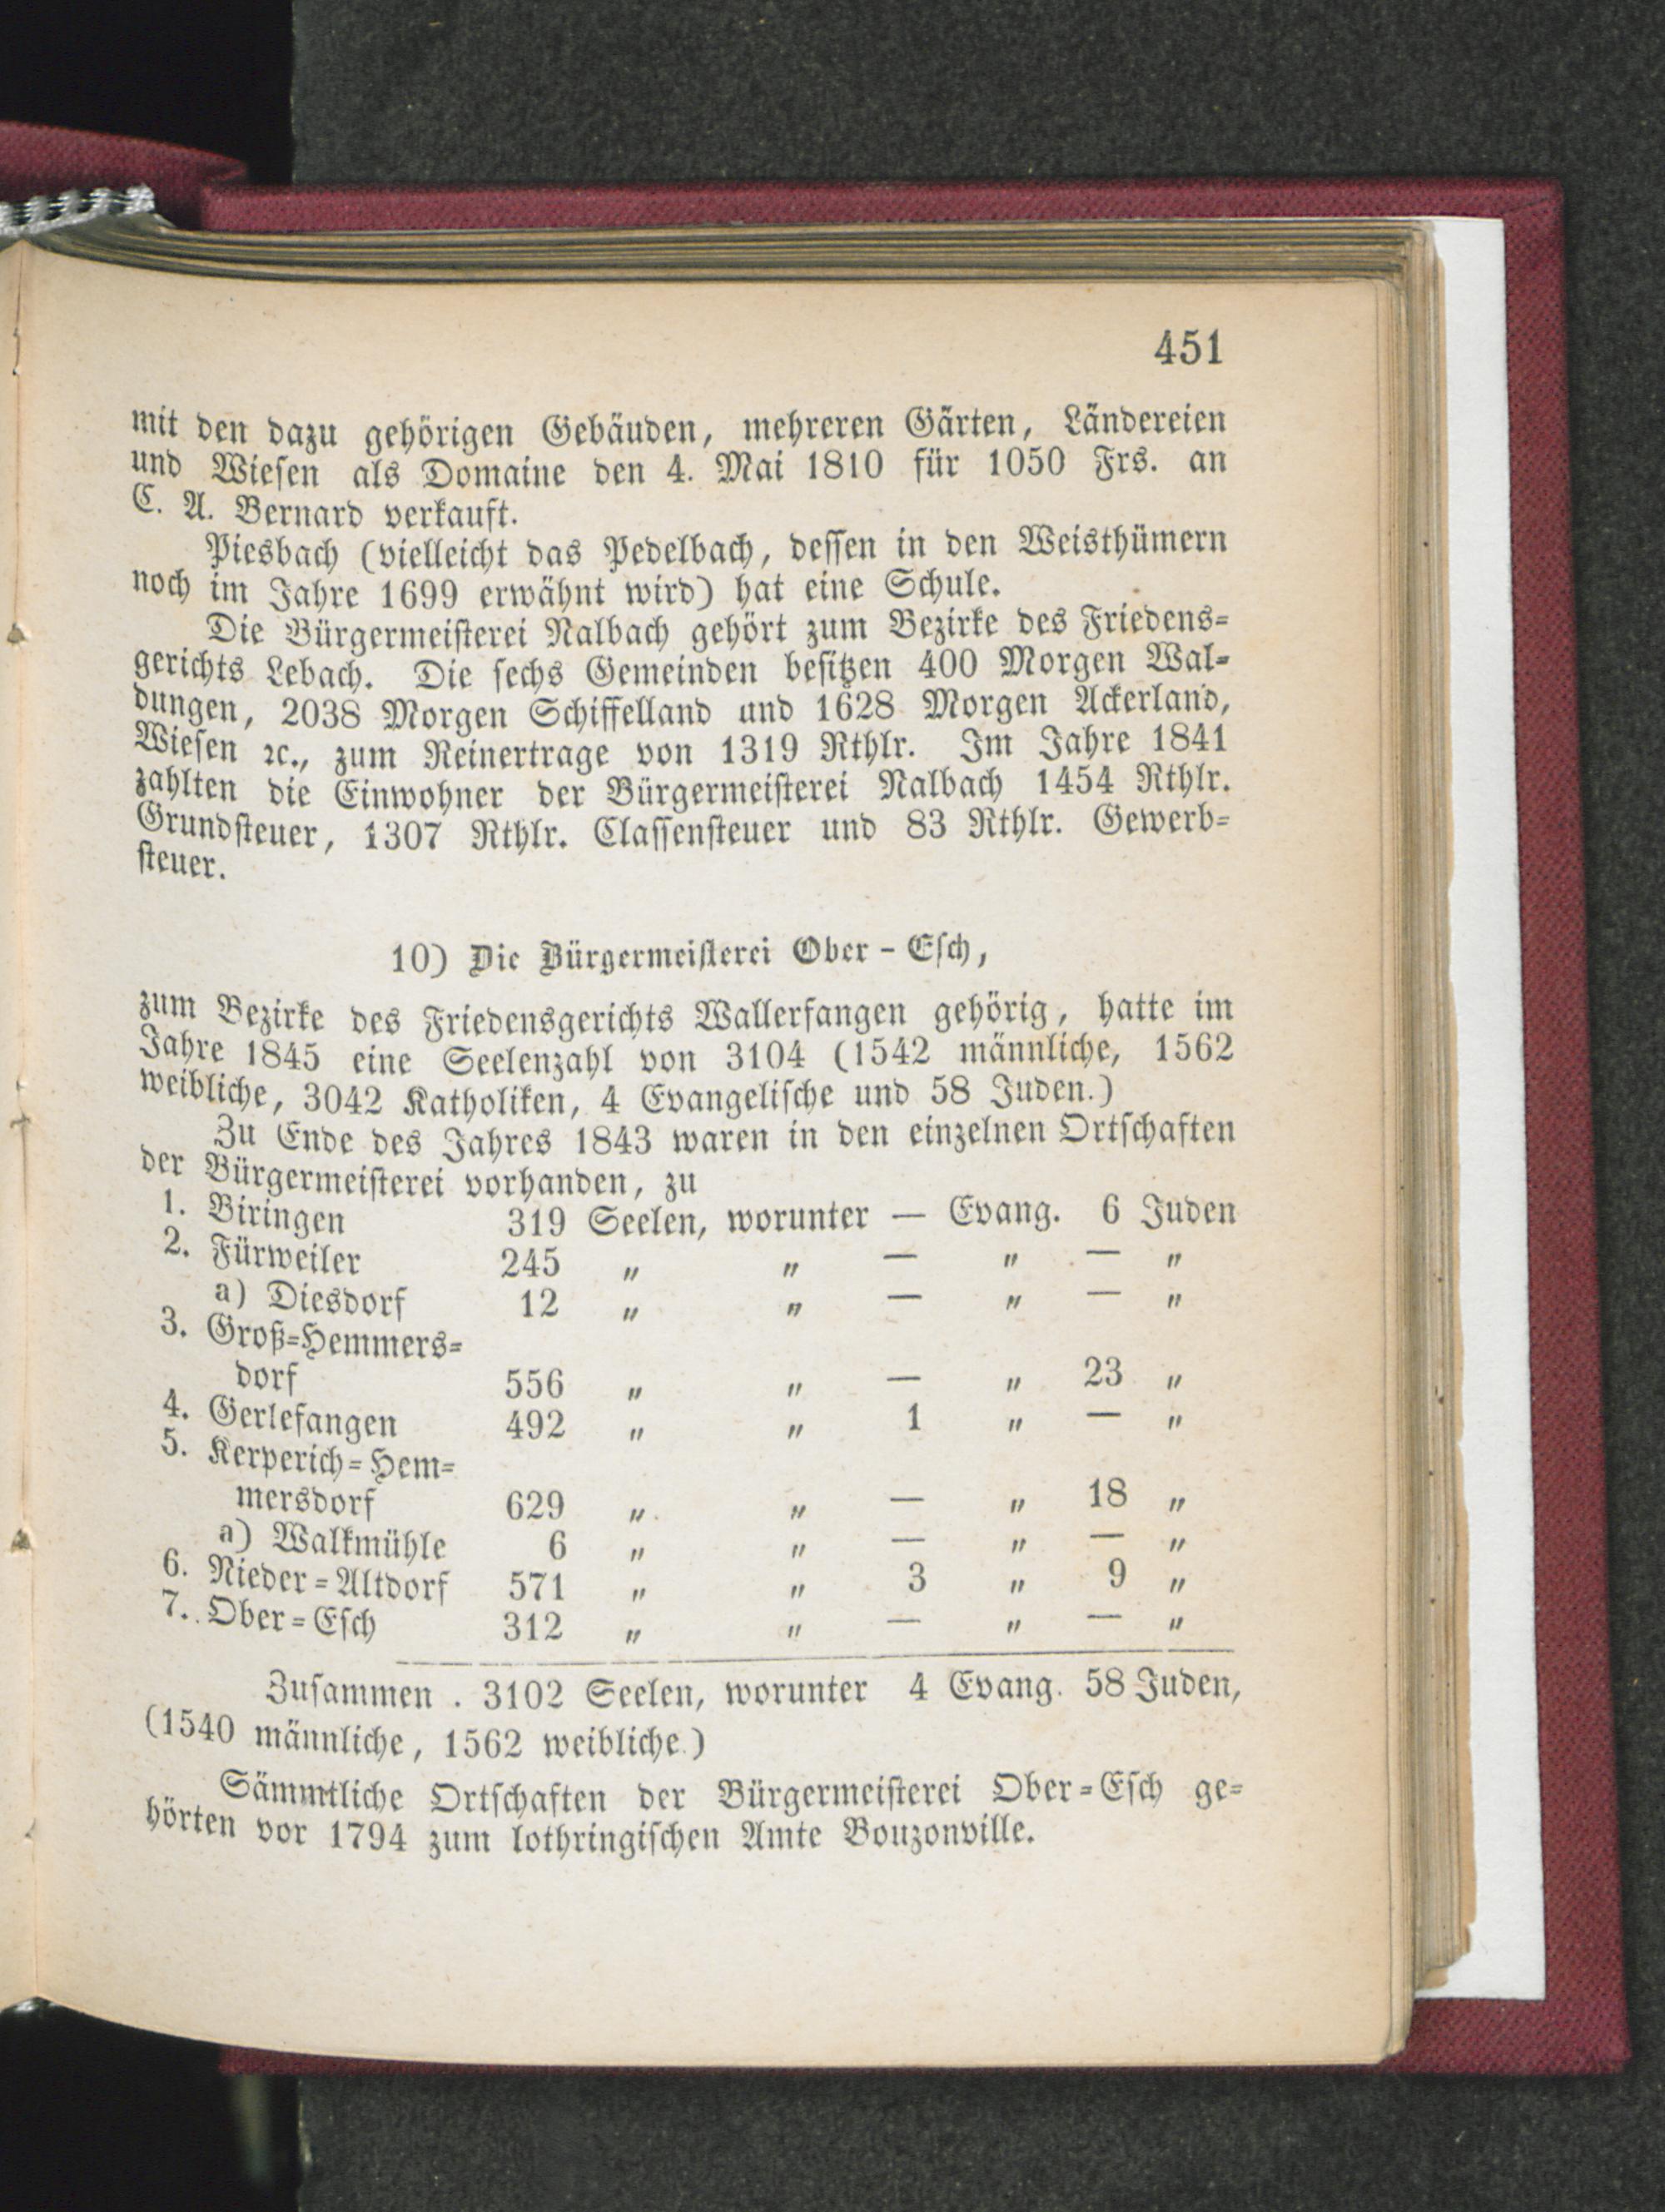 451
mit den dazu gehörigen Gebäuden, mehreren Gärten, Ländereien
und Wiesen als Domaine den 4. Mai 1810 für 1050 Frs. an
C. A. Bernard verkauft.
Piesbach (vielleicht das Pedelbach, dessen in den Weisthümern
noch im Jahre 1699 erwähnt wird) hat eine Schule.
Die Bürgermeisterei Nalbach gehört zum Bezirke des Friedens-
gerichts Lebach. Die sechs Gemeinden besitzen 400 Morgen Wal-
dungen, 2038 Morgen Schiffelland und 1628 Morgen Ackerland,
Wiesen ꝛc., zum Reinertrage von 1319 Rthlr. Im Jahre 1841
zahlten die Einwohner der Bürgermeisterei Nalbach 1454 Rthlr.
Grundsteuer, 1307 Rthlr. Classensteuer und 83 Rthlr. Gewerb-
steuer.
10) Die Bürgermeisterei Ober-Esch,
zum Bezirke des Friedensgerichts Wallerfangen gehörig, hatte im
Jahre 1845 eine Seelenzahl von 3104 (1542 männliche, 1562
weibliche, 3042 Katholiken, 4 Evangelische und 58 Juden.)
Zu Ende des Jahres 1843 waren in den einzelnen Ortschaften
der Bürgermeisterei vorhanden, zu
1. Biringen 319 Seelen, worunter — Evang. 6 Juden
2. Fürweiler 245 „ „ — „ — „
a) Diesdorf 12 „ „ — „ — „
3. Groß-Hemmers-
dorf 556 „ „ — „ 23 „
4. Gerlefangen 492 „ „ 1 „ — „
5. Kerperich-Hem-
mersdorf 629 „ „ — „ 18 „
a) Walkmühle 6 „ „ — „ — „
6. Nieder-Altdorf 571 „ „ 3 „ 9 „
7. Ober-Esch 312 „ „ — „ — „
Zusammen . 3102 Seelen, worunter 4 Evang. 58 Juden,
(1540 männliche, 1562 weibliche.)
Sämmtliche Ortschaften der Bürgermeisterei Ober-Esch ge-
hörten vor 1794 zum lothringischen Amte Bouzonville.